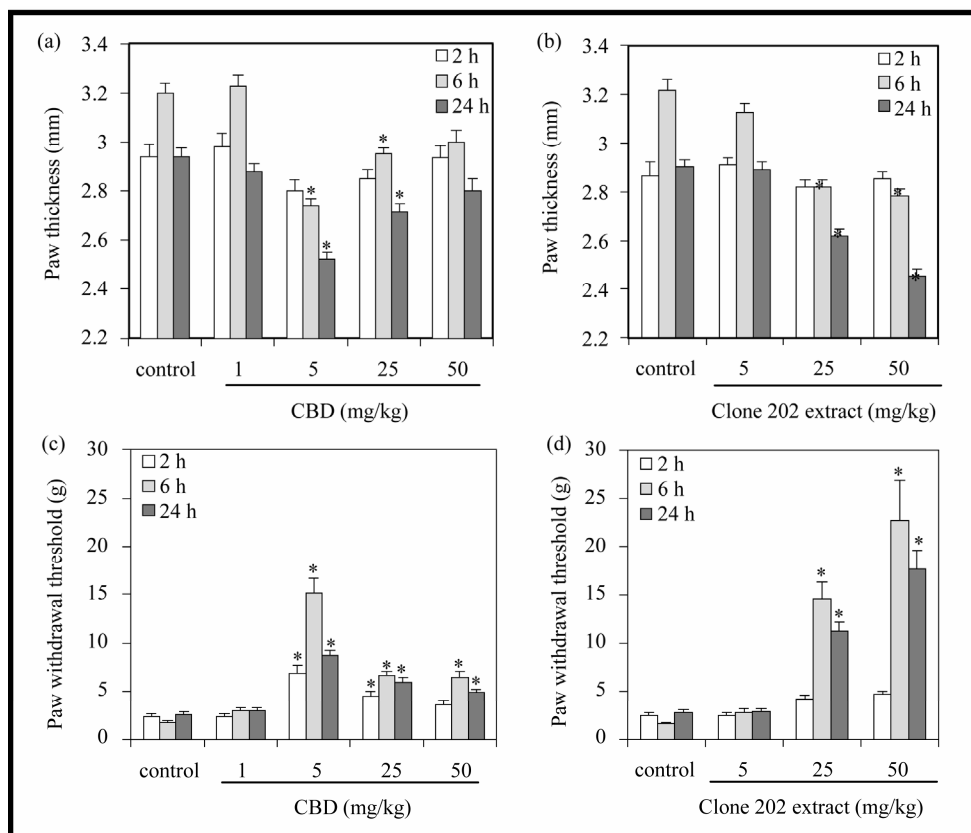 (a)
3.4
3.2
3
2.8
2.6
2.4
2.2
Paw thickness (mm)
2 h
6 h
24 h
*
*
*
*
control 1 5 25 50
CBD (mg/kg)
(b)
3.4
3.2
3.0
2.8
2.6
2.4
2.2
Paw thickness (mm)
2 h
6 h
24 h
*
*
*
*
control 5 25 50
Clone 202 extract (mg/kg)
(c)
30
25
20
15
10
5
0
Paw withdrawal threshold (g)
2 h
6 h
24 h
* * *
* * *
* *
control 1 5 25 50
CBD (mg/kg)
(d)
30
25
20
15
10
5
0
Paw withdrawal threshold (g)
2 h
6 h
24 h
* *
* *
control 5 25 50
Clone 202 extract (mg/kg)